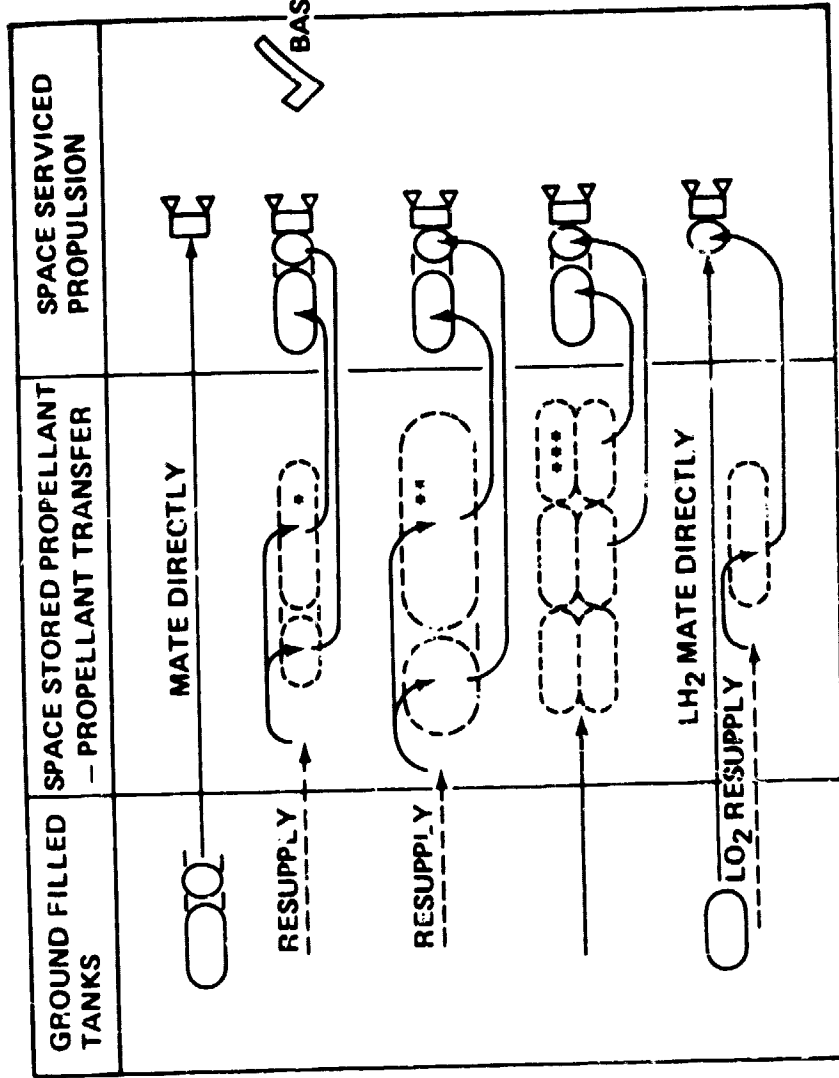 GROUND FILLED
TANKS
SPACE STORED PROPELLANT
– PROPELLANT TRANSFER
SPACE SERVICED
PROPULSION
BAS
MATE DIRECTLY
RESUPPLY
*
RESUPPLY
**
***
LH2 MATE DIRECTLY
LO2 RESUPPLY